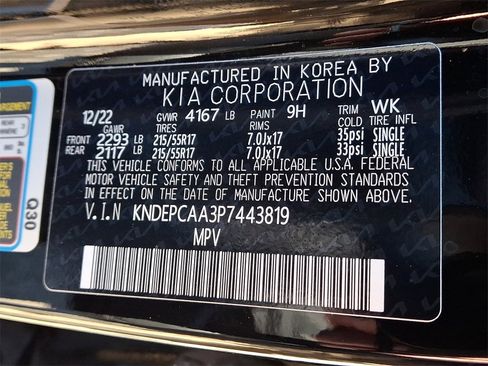 MANUFACTURED IN KOREA BY
KIA CORPORATION
12/22 GVWR 4167 LB PAINT 9H TRIM WK
GAWR TIRES RIMS COLD TIRE INFL
FRONT 2293 LB 215/55R17 7.0Jx17 35psi SINGLE
REAR 2117 LB 215/55R17 7.0Jx17 33psi SINGLE
THIS VEHICLE CONFORMS TO ALL APPLICABLE U.S.A. FEDERAL
MOTOR VEHICLE SAFETY AND THEFT PREVENTION STANDARDS
IN EFFECT ON THE DATE OF MANUFACTURE SHOWN ABOVE.
V.I.N KNDEPCAA3P7443819
MPV
Q30